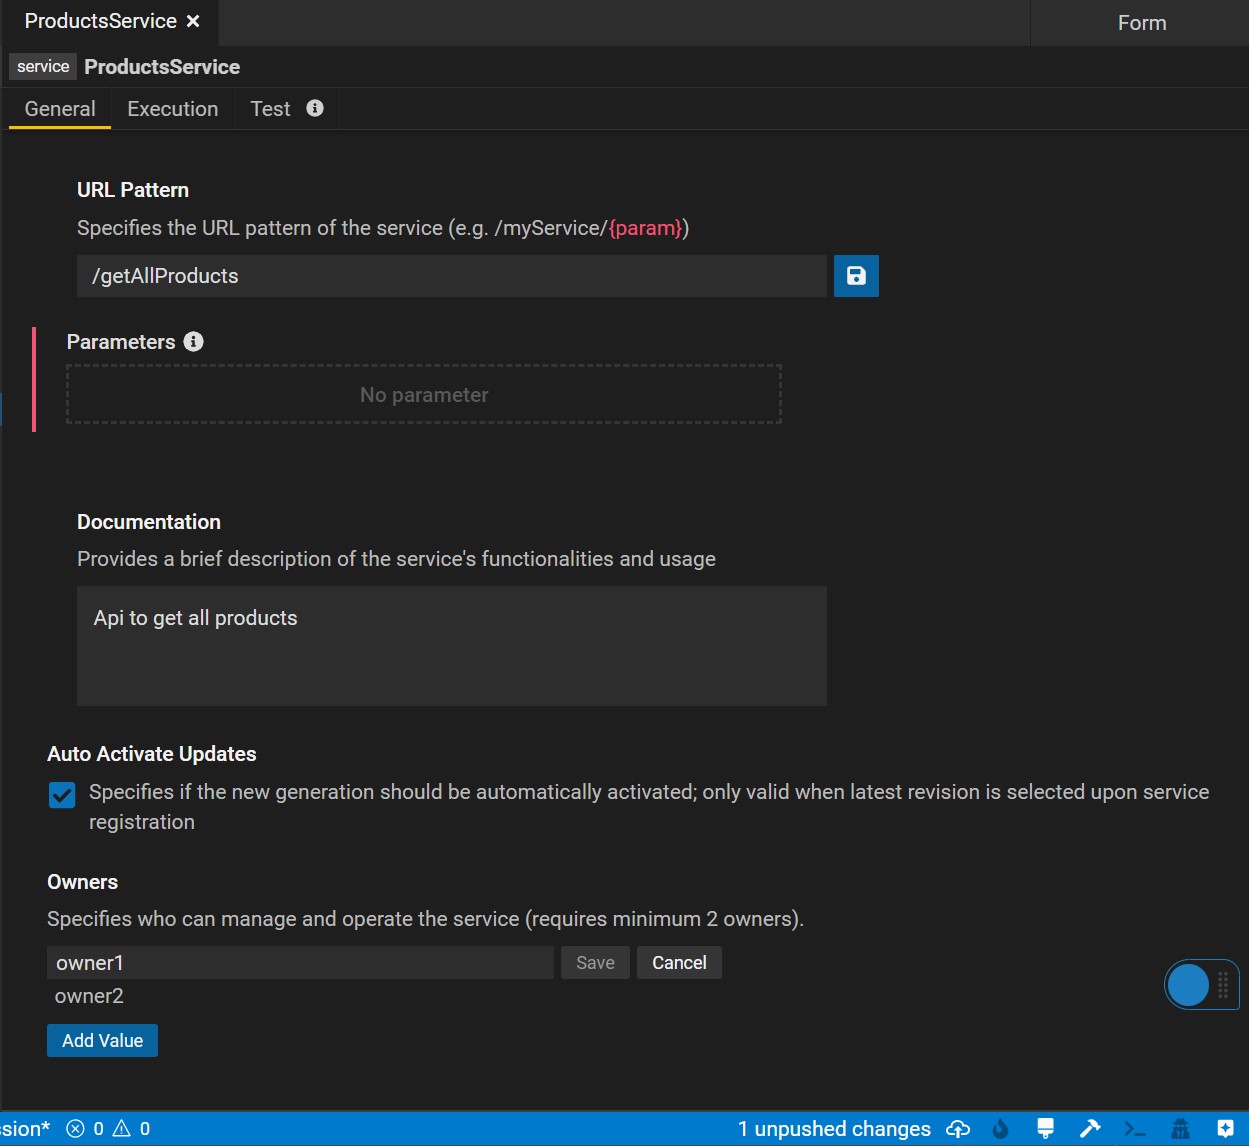 ProductsService
Form
service ProductsService
General Execution Test
URL Pattern
Specifies the URL pattern of the service (e.g. /myService/{param})
/getAllProducts
Parameters
No parameter
Documentation
Provides a brief description of the service's functionalities and usage
Api to get all products
Auto Activate Updates
Specifies if the new generation should be automatically activated; only valid when latest revision is selected upon service
registration
Owners
Specifies who can manage and operate the service (requires minimum 2 owners).
owner1 Save Cancel
owner2
Add Value
sion* 0 0 1 unpushed changes